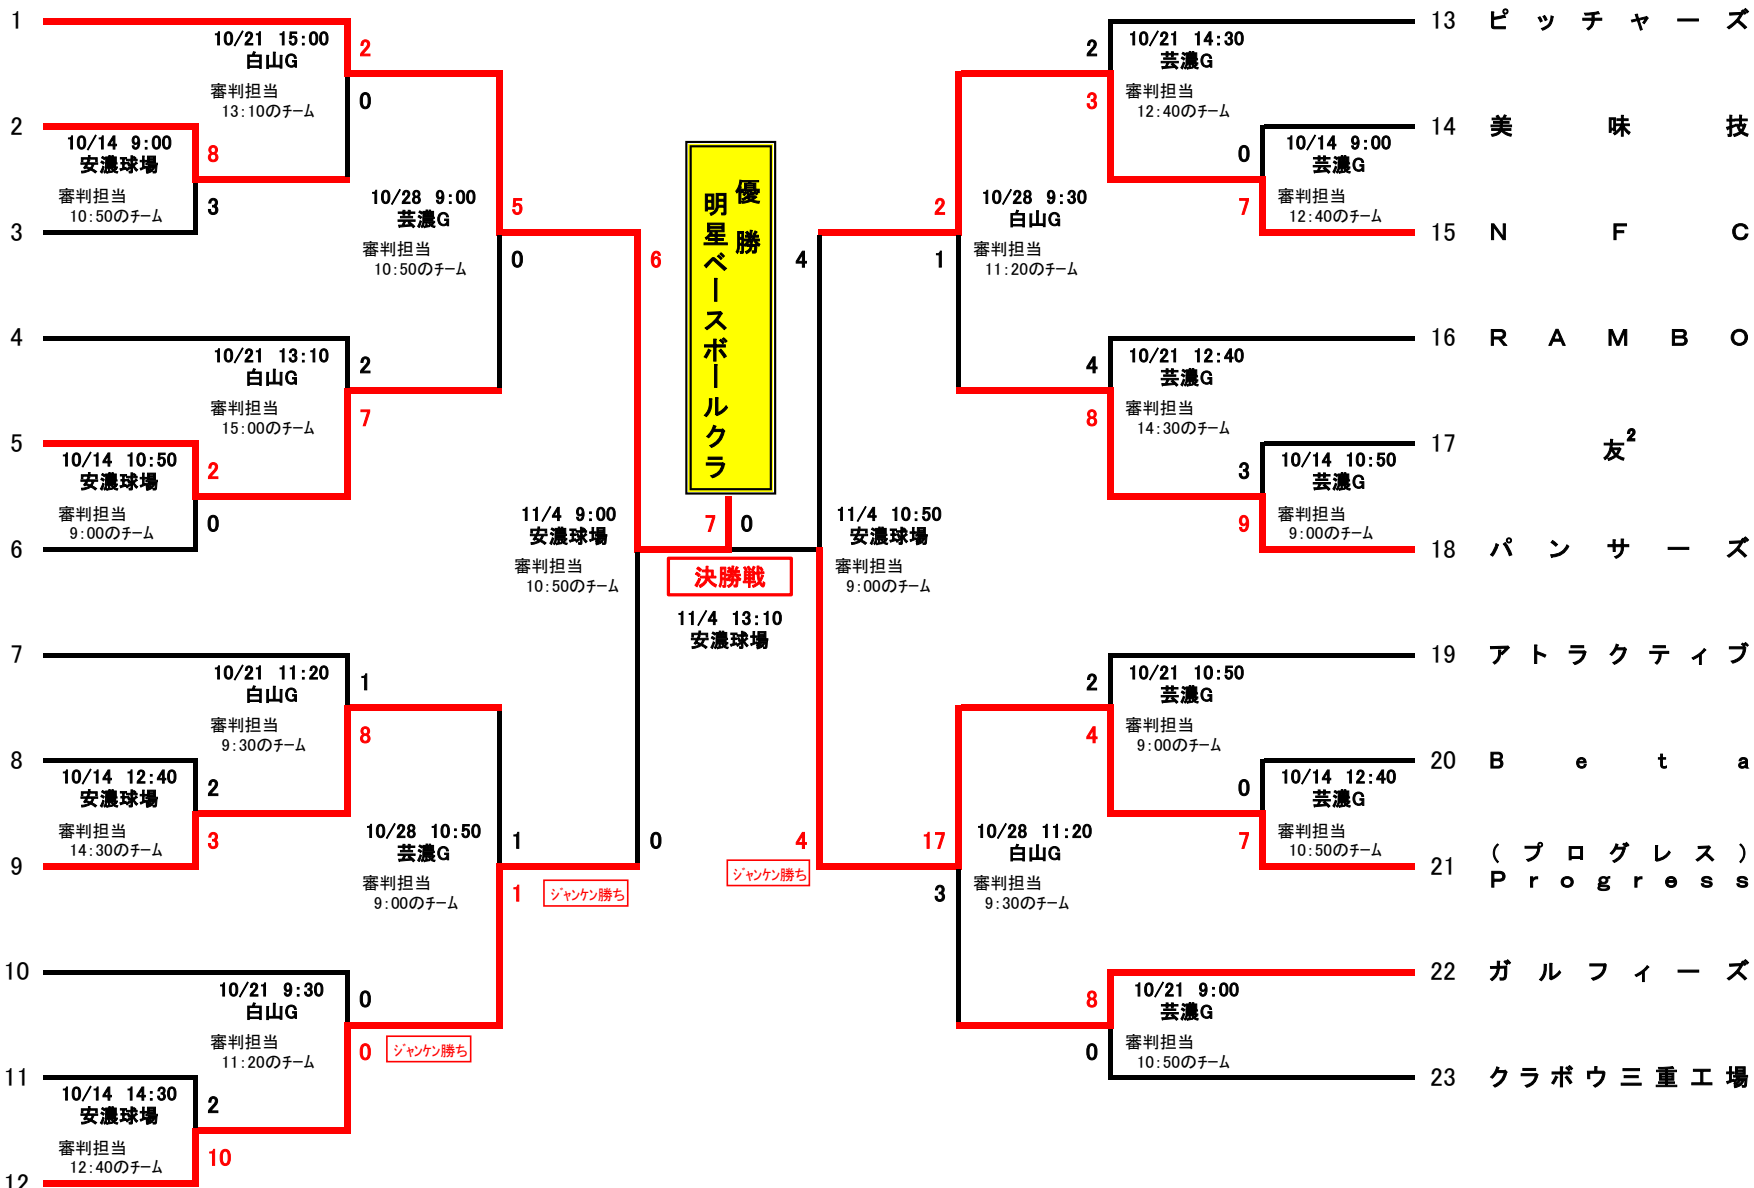 1
10/21 15:00
白山G
審判担当
13:10のチーム
2
0
2
10/14 9:00
安濃球場
審判担当
10:50のチーム
8
3
3
10/28 9:00
芸濃G
審判担当
10:50のチーム
5
0
4
10/21 13:10
白山G
審判担当
15:00のチーム
2
7
5
10/14 10:50
安濃球場
審判担当
9:00のチーム
2
0
6
11/4 9:00
安濃球場
審判担当
10:50のチーム
6
0
7
10/21 11:20
白山G
審判担当
9:30のチーム
1
8
8
10/14 12:40
安濃球場
審判担当
14:30のチーム
2
3
9
10/28 10:50
芸濃G
審判担当
9:00のチーム
1
1
ジャンケン勝ち
10
10/21 9:30
白山G
審判担当
11:20のチーム
0
0
ジャンケン勝ち
11
10/14 14:30
安濃球場
審判担当
12:40のチーム
2
10
12
優勝
明星ベースボールクラ
7
0
決勝戦
11/4 13:10
安濃球場
4
4
ジャンケン勝ち
11/4 10:50
安濃球場
審判担当
9:00のチーム
2
1
10/28 9:30
白山G
審判担当
11:20のチーム
2
3
10/21 14:30
芸濃G
審判担当
12:40のチーム
13 ピッチャーズ
0
7
10/14 9:00
芸濃G
審判担当
12:40のチーム
14 美味技
15 NFC
4
8
10/21 12:40
芸濃G
審判担当
14:30のチーム
16 RAMBO
3
9
10/14 10:50
芸濃G
審判担当
9:00のチーム
17 友²
18 パンサーズ
17
3
10/28 11:20
白山G
審判担当
9:30のチーム
2
4
10/21 10:50
芸濃G
審判担当
9:00のチーム
19 アトラクティブ
0
7
10/14 12:40
芸濃G
審判担当
10:50のチーム
20 Beta
21 (プログレス)
Progress
8
0
10/21 9:00
芸濃G
審判担当
10:50のチーム
22 ガルフィーズ
23 クラボウ三重工場